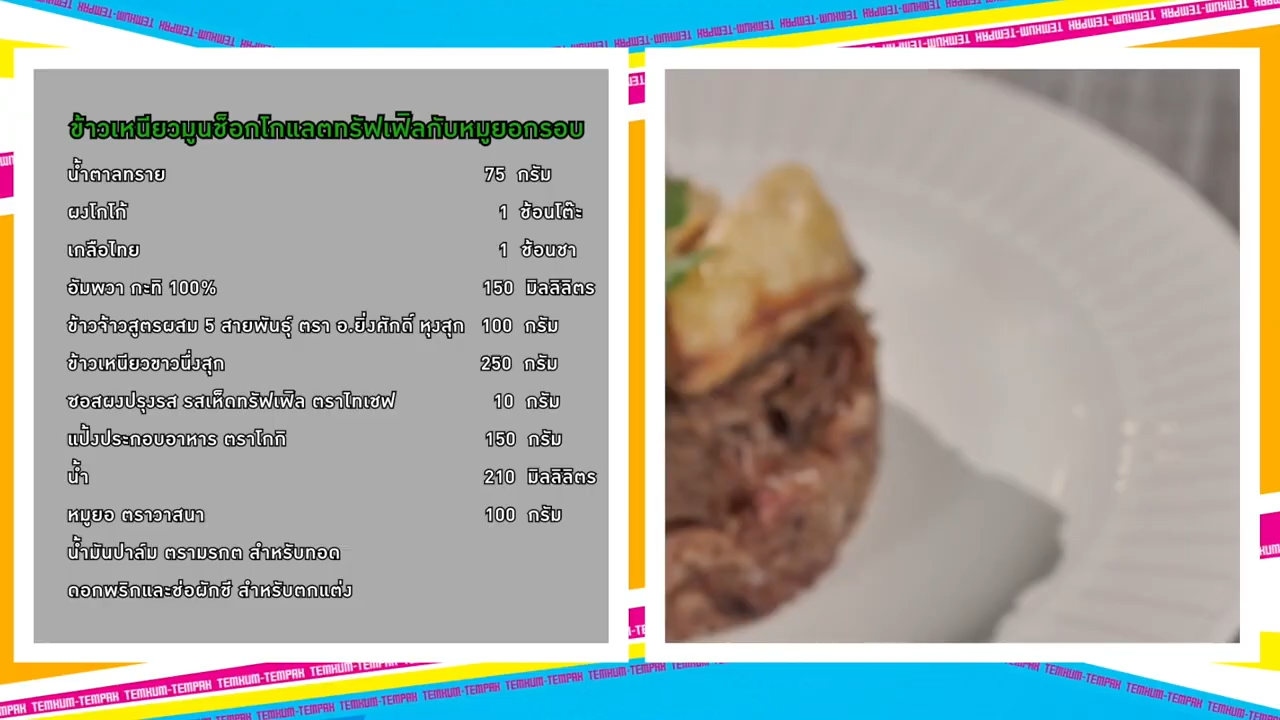 ข้าวเหนียวมูนช็อกโกแลตทรัฟเฟิลกับหมูยอกรอบ
น้ำตาลทราย 75 กรัม
ผงโกโก้ 1 ช้อนโต๊ะ
เกลือไทย 1 ช้อนชา
อัมพวา กะทิ 100% 150 มิลลิลิตร
ข้าวจ้าวสูตรผสม 5 สายพันธุ์ ตรา อ.ยิ่งศักดิ์ หุงสุก 100 กรัม
ข้าวเหนียวขาวนึ่งสุก 250 กรัม
ซอสผงปรุงรส รสเห็ดทรัฟเฟิล ตราไทเชฟ 10 กรัม
แป้งประกอบอาหาร ตราโกกิ 150 กรัม
น้ำ 210 มิลลิลิตร
หมูยอ ตราวาสนา 100 กรัม
น้ำมันปาล์ม ตรามรกต สำหรับทอด
ดอกพริกและช่อผักชี สำหรับตกแต่ง
TEMHUM-TEMPAK TEMHUM-TEMPAK TEMHUM-TEMPAK TEMHUM-TEMPAK